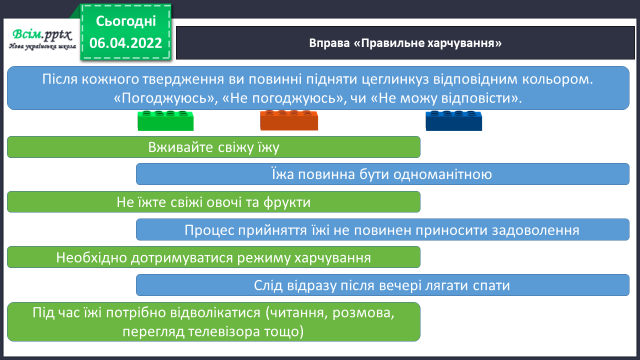 Всім.pptx
Нова українська школа
Сьогодні
06.04.2022
Вправа «Правильне харчування»
Після кожного твердження ви повинні підняти цеглинкуз відповідним кольором.
«Погоджуюсь», «Не погоджуюсь», чи «Не можу відповісти».
Вживайте свіжу їжу
Їжа повинна бути одноманітною
Не їжте свіжі овочі та фрукти
Процес прийняття їжі не повинен приносити задоволення
Необхідно дотримуватися режиму харчування
Слід відразу після вечері лягати спати
Під час їжі потрібно відволікатися (читання, розмова,
перегляд телевізора тощо)